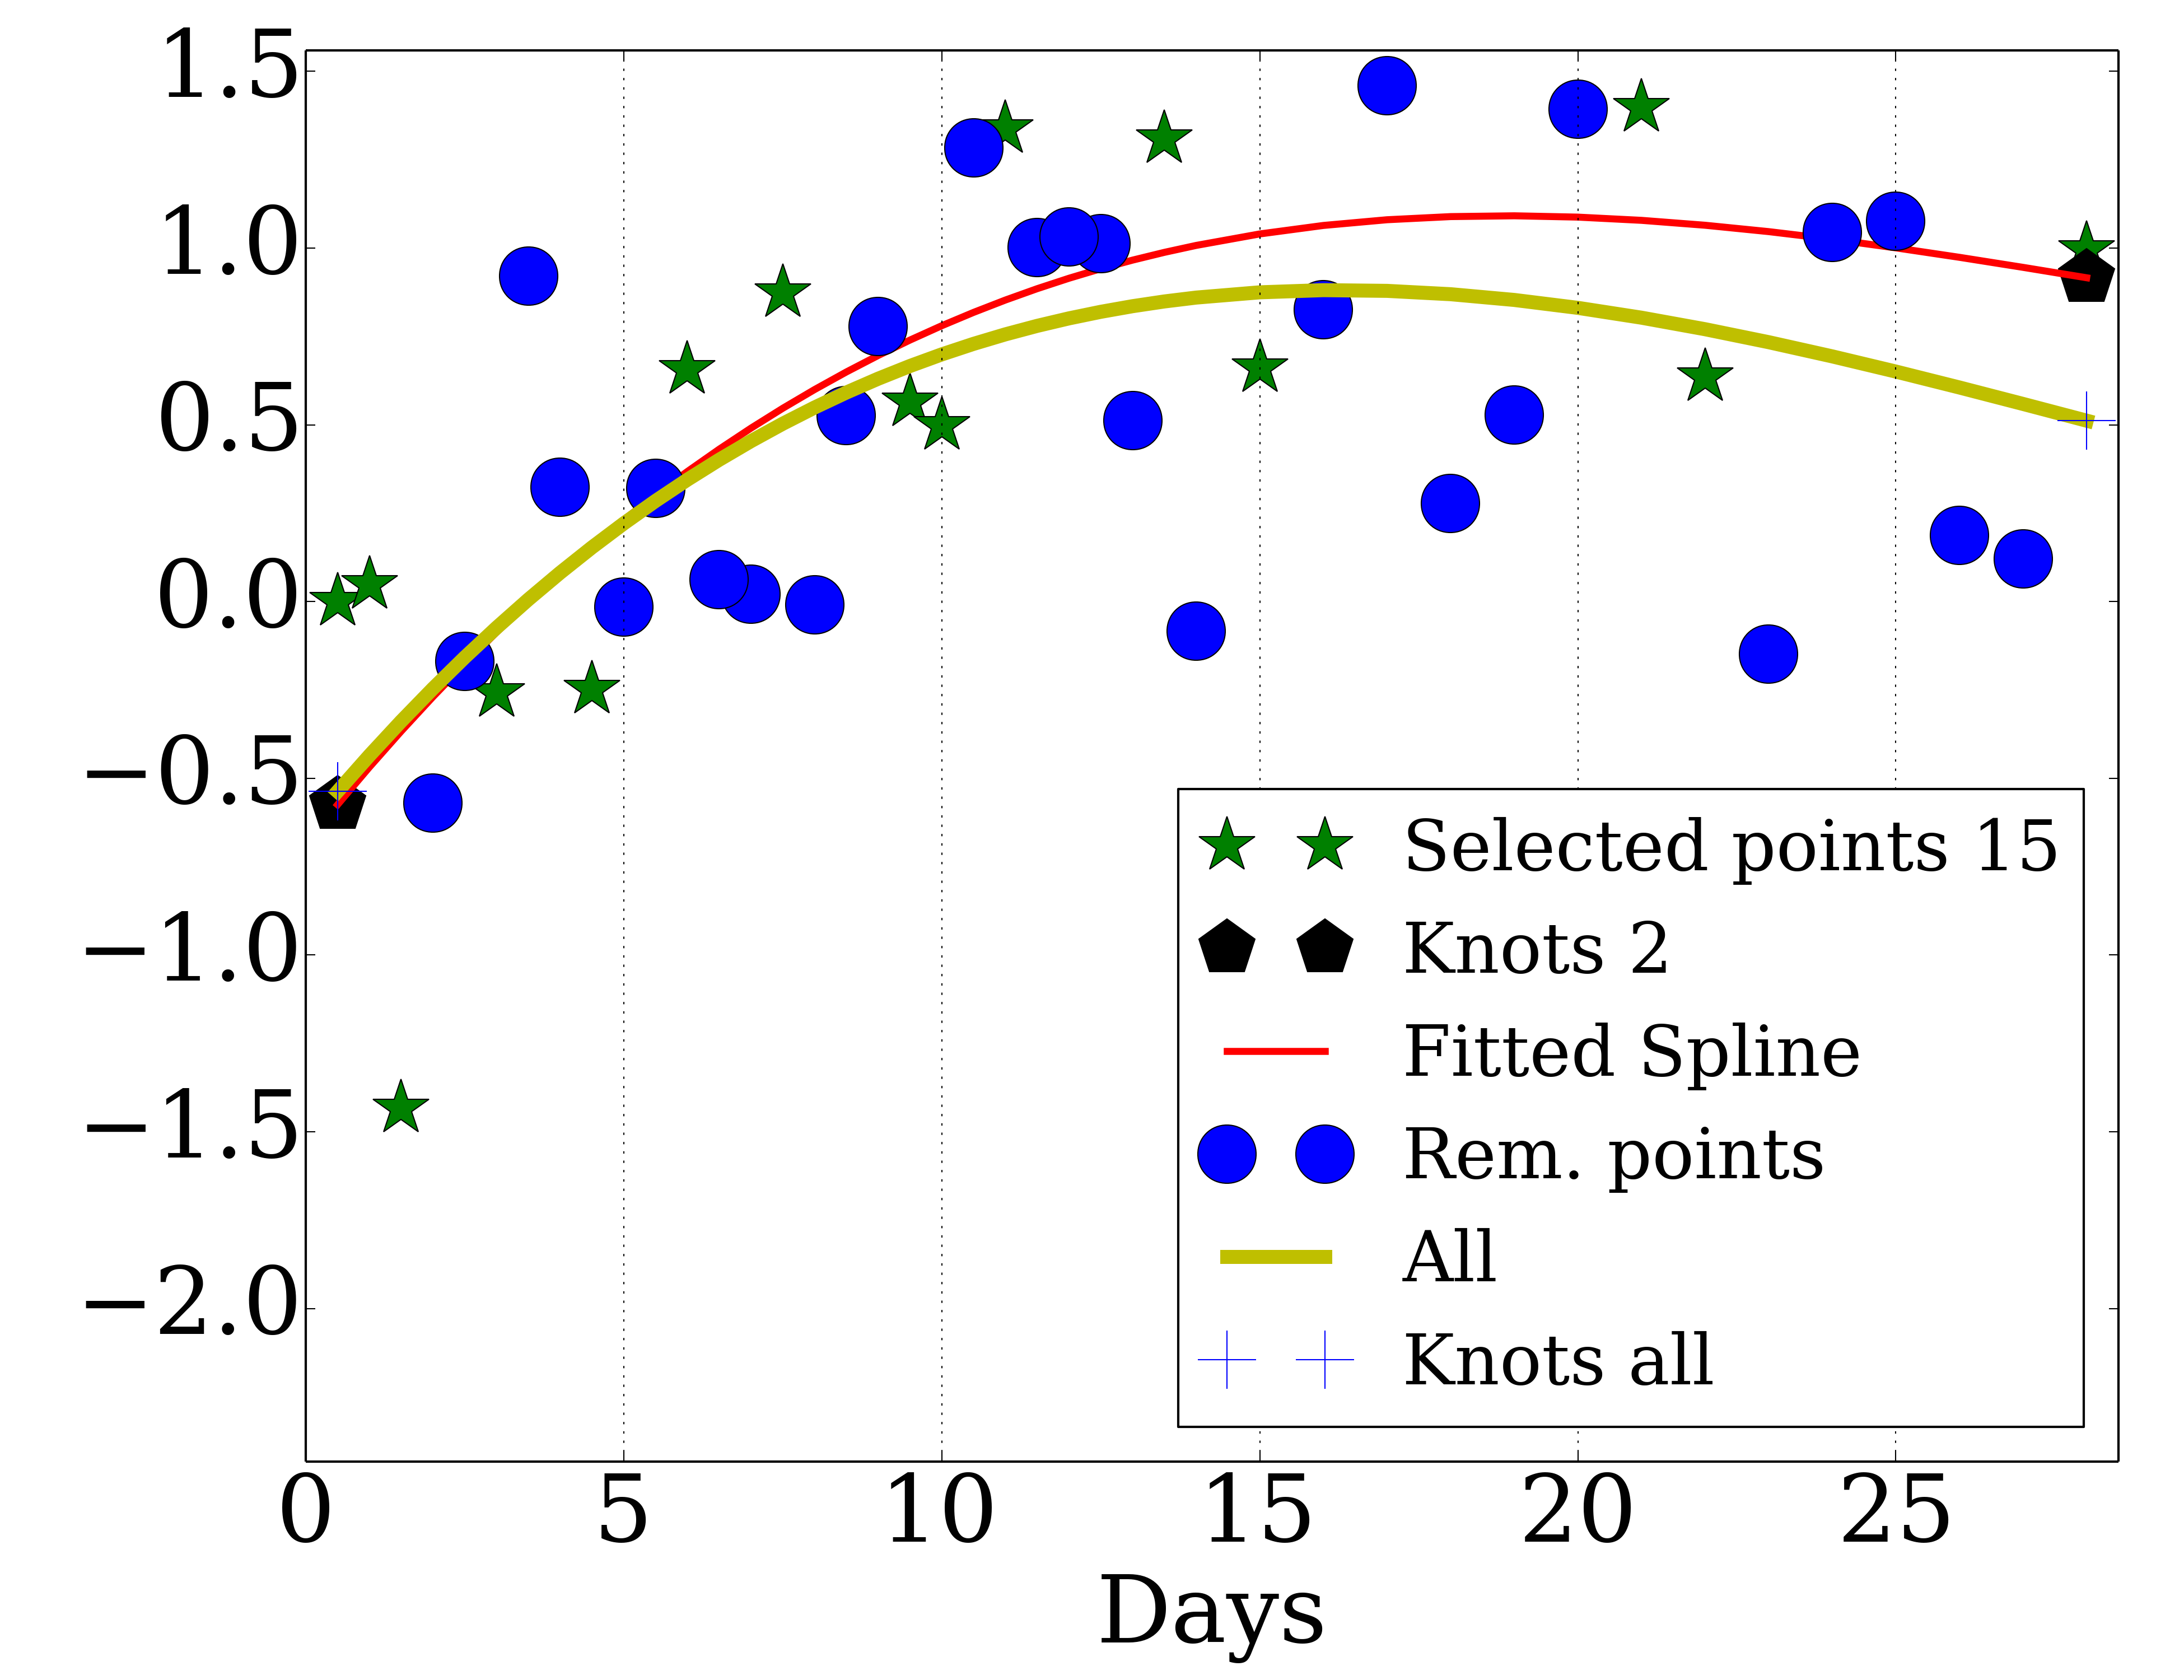 1.5
1.0
0.5
0.0
−0.5
−1.0
−1.5
−2.0
Selected points 15
Knots 2
Fitted Spline
Rem. points
All
Knots all
0 5 10 15 20 25
Days